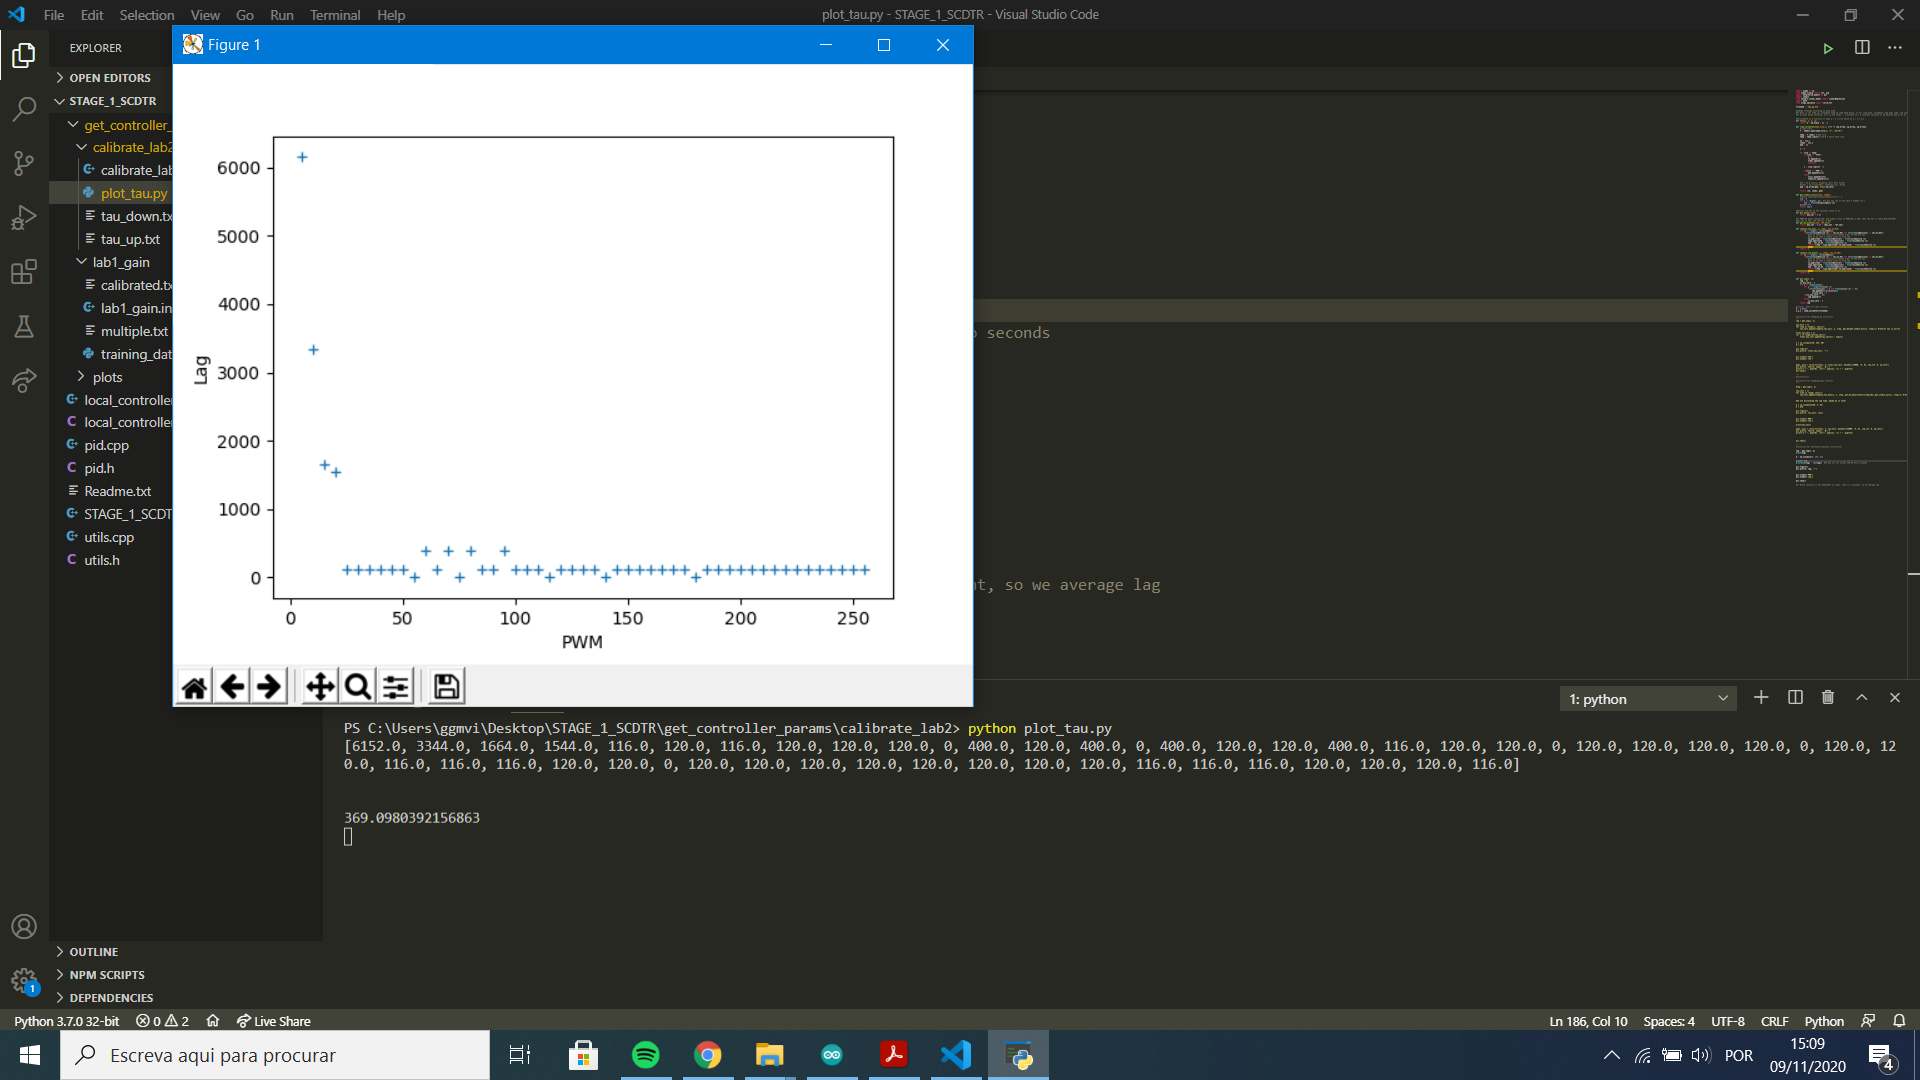 File Edit Selection View Go Run Terminal Help
plot_tau.py - STAGE_1_SCDTR - Visual Studio Code
EXPLORER
OPEN EDITORS
STAGE_1_SCDTR
get_controller_
calibrate_lab2
calibrate_lab
plot_tau.py
tau_down.tx
tau_up.txt
lab1_gain
calibrated.tx
lab1_gain.in
multiple.txt
training_dat
plots
local_controlle
local_controlle
pid.cpp
pid.h
Readme.txt
STAGE_1_SCDT
utils.cpp
utils.h
OUTLINE
NPM SCRIPTS
DEPENDENCIES
Figure 1
6000
5000
4000
3000
2000
1000
0
Lag
0 50 100 150 200 250
PWM
seconds
t, so we average lag
1: python
PS C:\Users\ggmvi\Desktop\STAGE_1_SCDTR\get_controller_params\calibrate_lab2> python plot_tau.py
[6152.0, 3344.0, 1664.0, 1544.0, 116.0, 120.0, 116.0, 120.0, 120.0, 120.0, 0, 400.0, 120.0, 400.0, 0, 400.0, 120.0, 120.0, 400.0, 116.0, 120.0, 120.0, 0, 120.0, 120.0, 120.0, 120.0, 0, 120.0, 12
0.0, 116.0, 116.0, 116.0, 120.0, 120.0, 0, 120.0, 120.0, 120.0, 120.0, 120.0, 120.0, 120.0, 120.0, 116.0, 116.0, 116.0, 120.0, 120.0, 120.0, 116.0]
369.0980392156863
1
Python 3.7.0 32-bit 0 2 Live Share
Ln 186, Col 10 Spaces: 4 UTF-8 CRLF Python
Escreva aqui para procurar
POR
15:09
09/11/2020
4